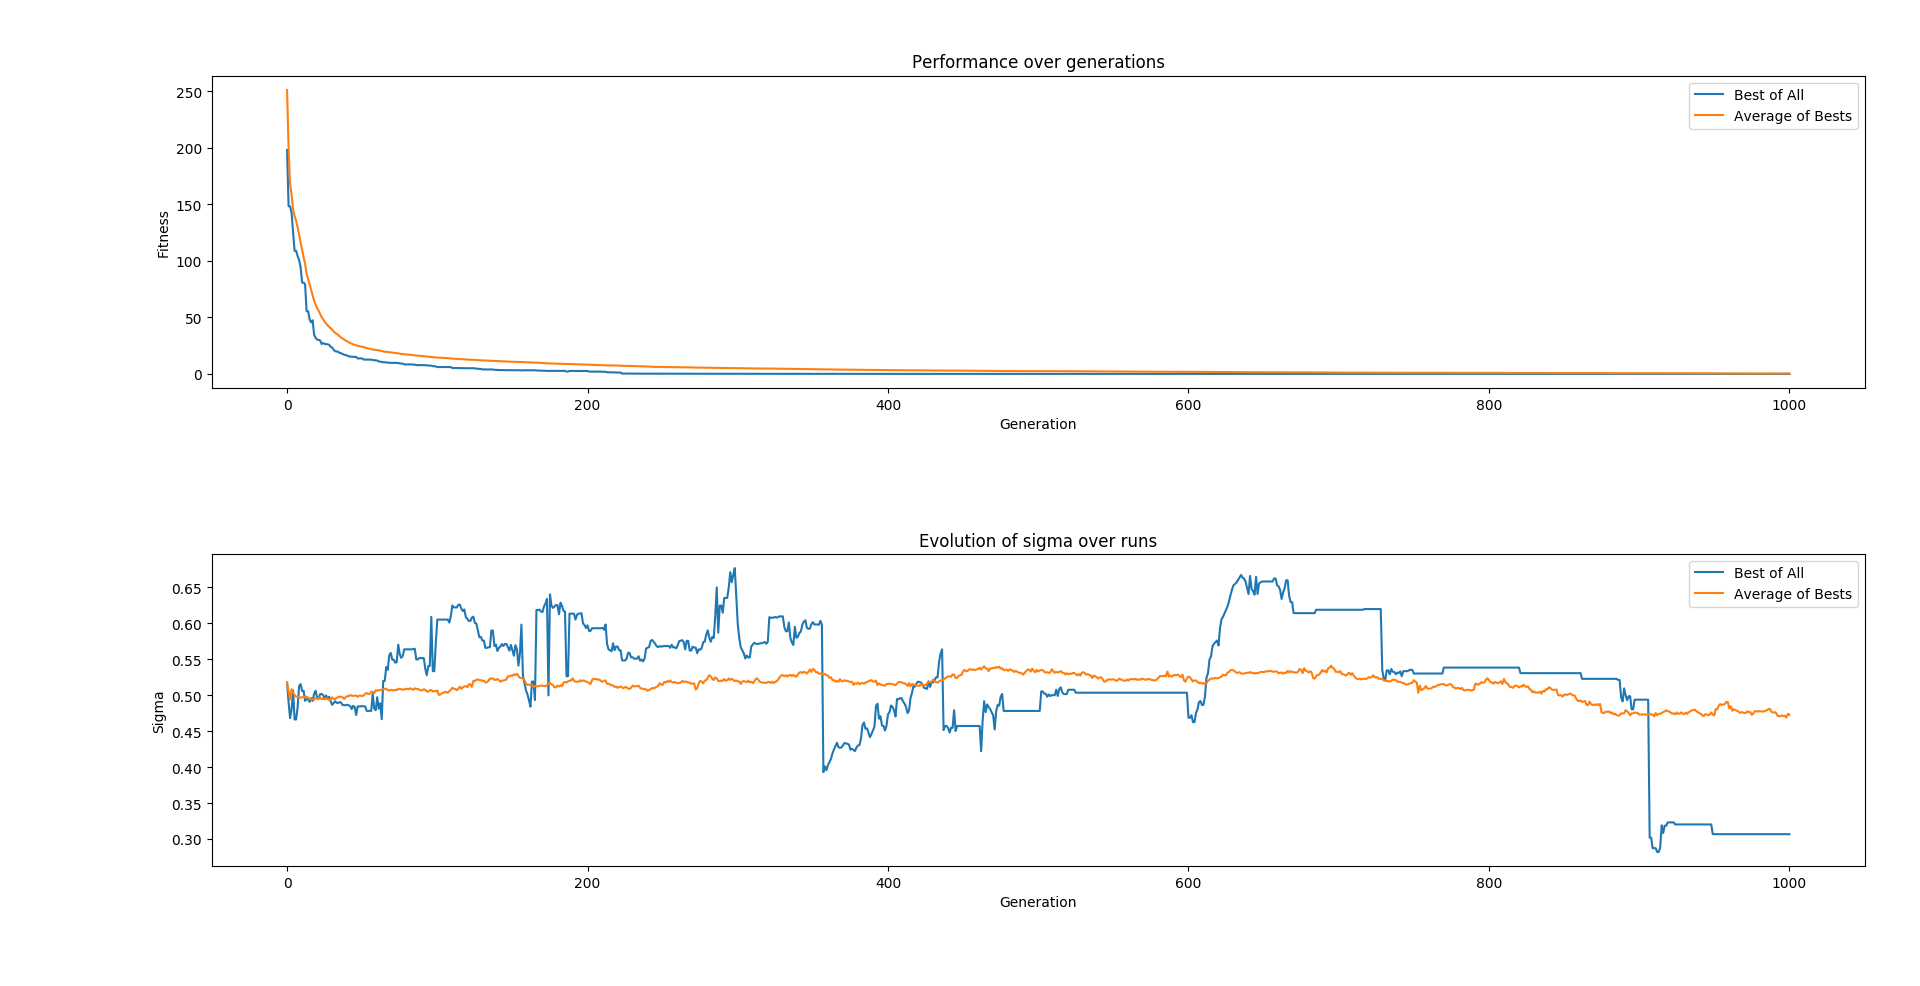 Performance over generations
Best of All
Average of Bests
250
200
150
100
50
0
Fitness
0 200 400 600 800 1000
Generation
Evolution of sigma over runs
Best of All
Average of Bests
0.65
0.60
0.55
0.50
0.45
0.40
0.35
0.30
Sigma
0 200 400 600 800 1000
Generation